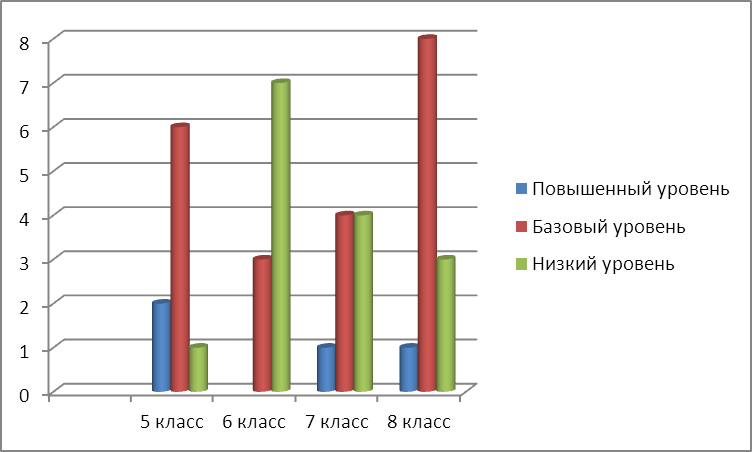 8
7
6
5
4
3
2
1
0
5 класс 6 класс 7 класс 8 класс
Повышенный уровень
Базовый уровень
Низкий уровень